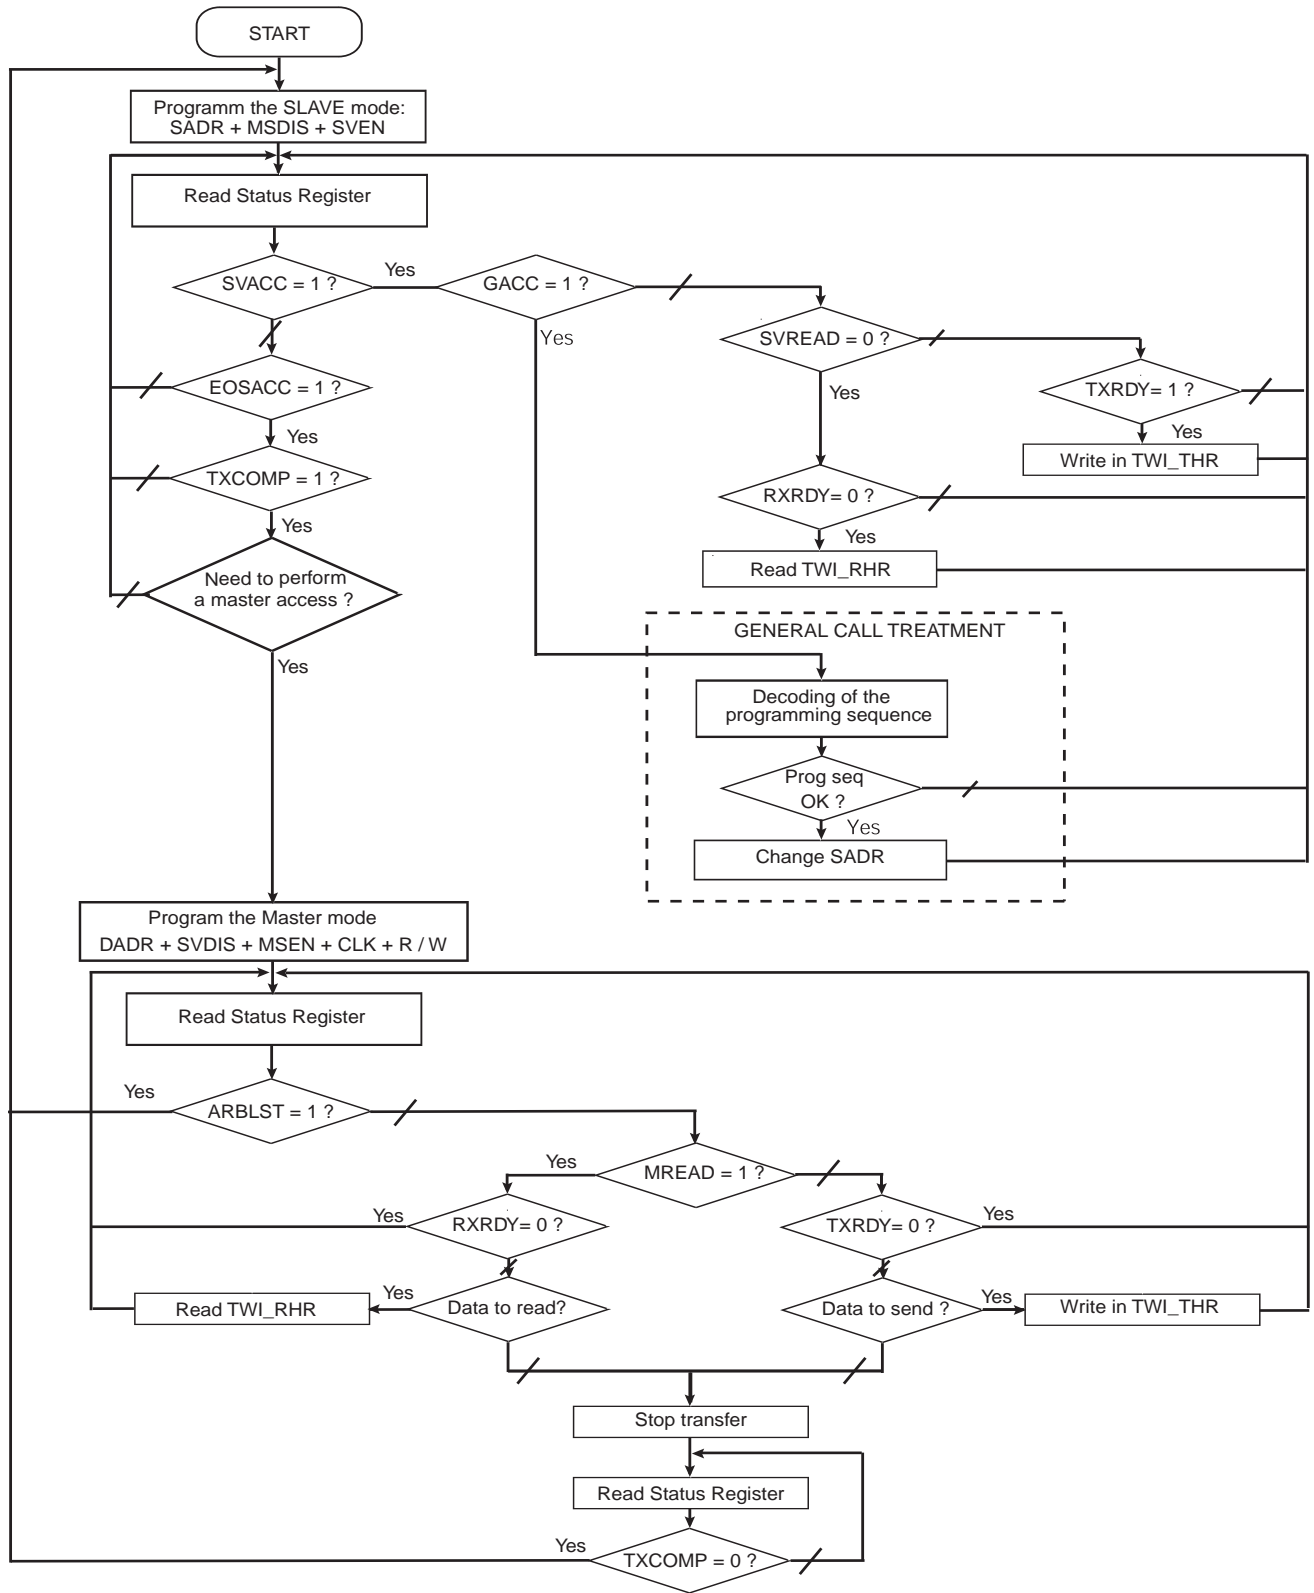 START
Programm the SLAVE mode:
SADR + MSDIS + SVEN
Read Status Register
SVACC = 1 ?
Yes
GACC = 1 ?
Yes
SVREAD = 0 ?
Yes
TXRDY= 1 ?
Yes
Write in TWI_THR
EOSACC = 1 ?
Yes
TXCOMP = 1 ?
Yes
RXRDY= 0 ?
Yes
Read TWI_RHR
Need to perform
a master access ?
Yes
GENERAL CALL TREATMENT
Decoding of the
programming sequence
Prog seq
OK ?
Yes
Change SADR
Program the Master mode
DADR + SVDIS + MSEN + CLK + R / W
Read Status Register
Yes
ARBLST = 1 ?
Yes
MREAD = 1 ?
Yes
RXRDY= 0 ?
TXRDY= 0 ?
Yes
Read TWI_RHR
Yes
Data to read?
Data to send ?
Yes
Write in TWI_THR
Stop transfer
Read Status Register
Yes
TXCOMP = 0 ?